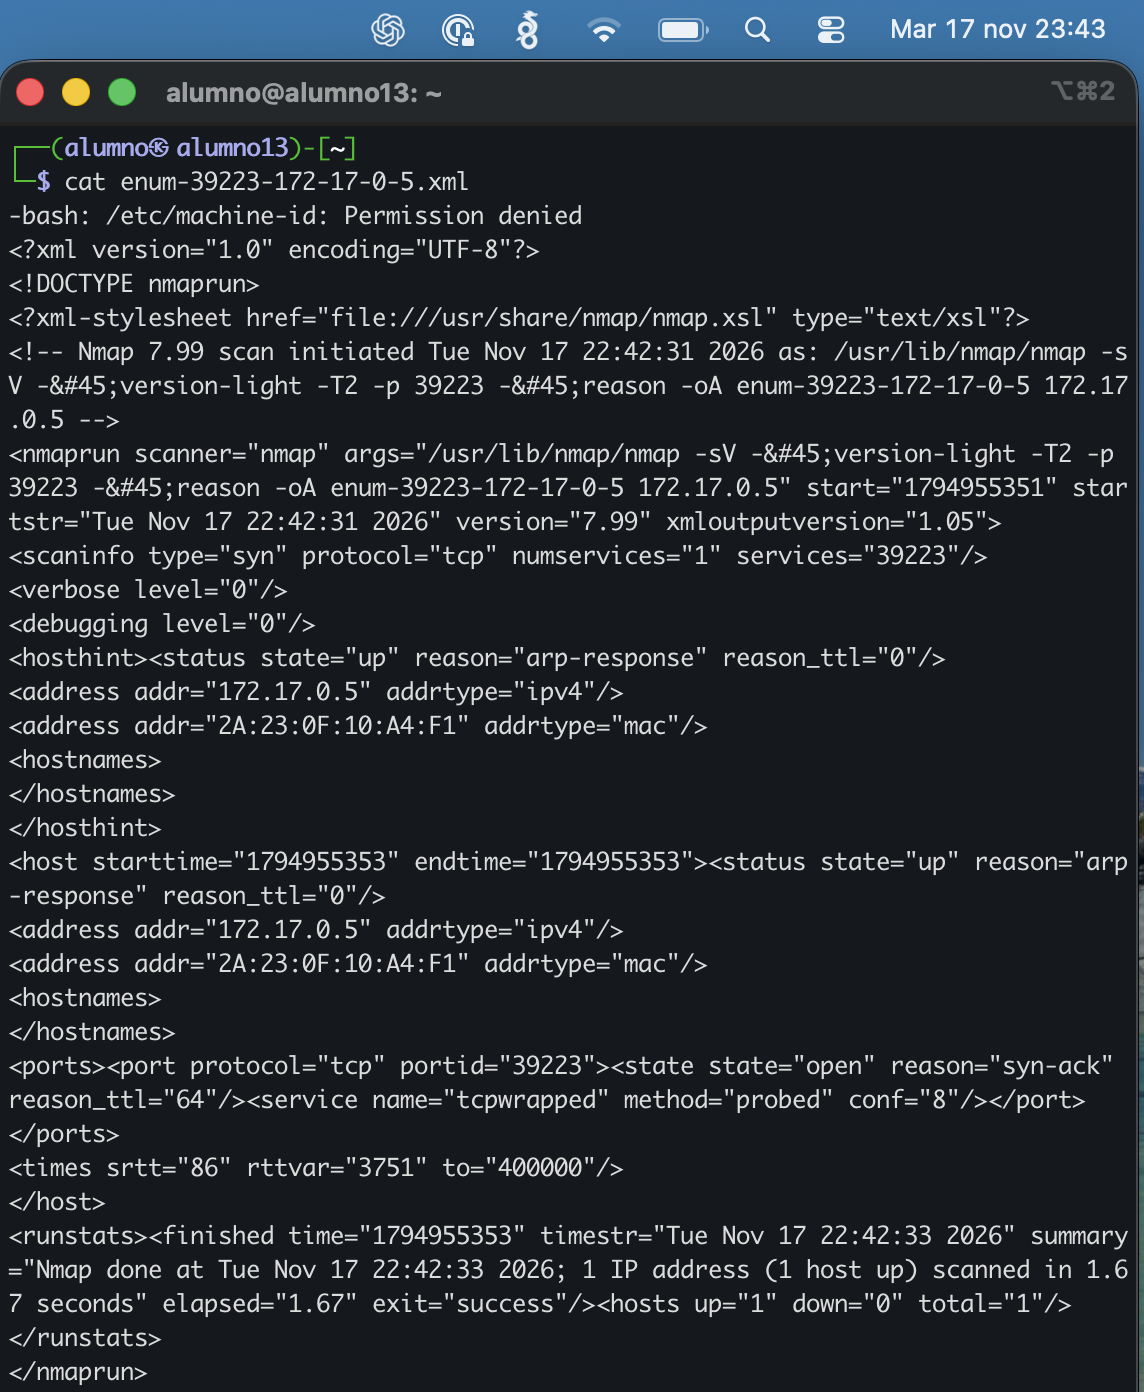 Mar 17 nov 23:43
alumno@alumno13: ~
⌥⌘2
┌──(alumno㉿ alumno13)-[~]
└─$ cat enum-39223-172-17-0-5.xml
-bash: /etc/machine-id: Permission denied
<?xml version="1.0" encoding="UTF-8"?>
<!DOCTYPE nmaprun>
<?xml-stylesheet href="file:///usr/share/nmap/nmap.xsl" type="text/xsl"?>
<!-- Nmap 7.99 scan initiated Tue Nov 17 22:42:31 2026 as: /usr/lib/nmap/nmap -s
V -&#45;version-light -T2 -p 39223 -&#45;reason -oA enum-39223-172-17-0-5 172.17
.0.5 -->
<nmaprun scanner="nmap" args="/usr/lib/nmap/nmap -sV -&#45;version-light -T2 -p 
39223 -&#45;reason -oA enum-39223-172-17-0-5 172.17.0.5" start="1794955351" star
tstr="Tue Nov 17 22:42:31 2026" version="7.99" xmloutputversion="1.05">
<scaninfo type="syn" protocol="tcp" numservices="1" services="39223"/>
<verbose level="0"/>
<debugging level="0"/>
<hosthint><status state="up" reason="arp-response" reason_ttl="0"/>
<address addr="172.17.0.5" addrtype="ipv4"/>
<address addr="2A:23:0F:10:A4:F1" addrtype="mac"/>
<hostnames>
</hostnames>
</hosthint>
<host starttime="1794955353" endtime="1794955353"><status state="up" reason="arp
-response" reason_ttl="0"/>
<address addr="172.17.0.5" addrtype="ipv4"/>
<address addr="2A:23:0F:10:A4:F1" addrtype="mac"/>
<hostnames>
</hostnames>
<ports><port protocol="tcp" portid="39223"><state state="open" reason="syn-ack" 
reason_ttl="64"/><service name="tcpwrapped" method="probed" conf="8"/></port>
</ports>
<times srtt="86" rttvar="3751" to="400000"/>
</host>
<runstats><finished time="1794955353" timestr="Tue Nov 17 22:42:33 2026" summary
="Nmap done at Tue Nov 17 22:42:33 2026; 1 IP address (1 host up) scanned in 1.6
7 seconds" elapsed="1.67" exit="success"/><hosts up="1" down="0" total="1"/>
</runstats>
</nmaprun>